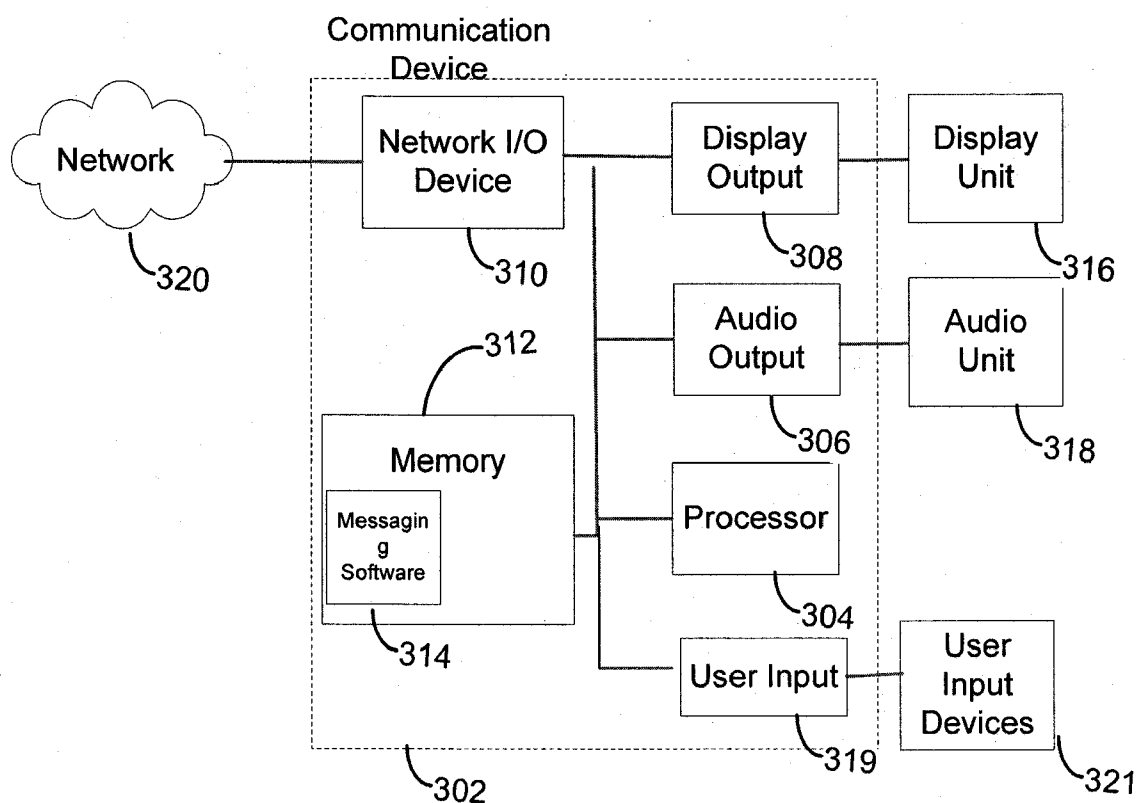 Communication
Device
Network
320
Network I/O
Device
310
Display
Output
308
Display
Unit
316
312
Memory
Messagin
g
Software
314
Audio
Output
306
Audio
Unit
318
Processor
304
User Input
319
User
Input
Devices
321
302